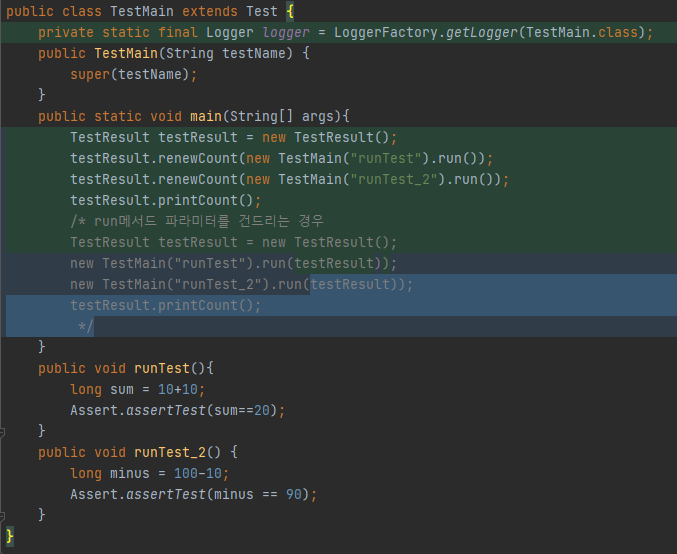 public class TestMain extends Test {
    private static final Logger logger = LoggerFactory.getLogger(TestMain.class);
    public TestMain(String testName) {
        super(testName);
    }
    public static void main(String[] args){
        TestResult testResult = new TestResult();
        testResult.renewCount(new TestMain("runTest").run());
        testResult.renewCount(new TestMain("runTest_2").run());
        testResult.printCount();
        /* run메서드 파라미터를 건드리는 경우
        TestResult testResult = new TestResult();
        new TestMain("runTest").run(testResult));
        new TestMain("runTest_2").run(testResult));
        testResult.printCount();
         */
    }
    public void runTest(){
        long sum = 10+10;
        Assert.assertTest(sum==20);
    }
    public void runTest_2() {
        long minus = 100-10;
        Assert.assertTest(minus == 90);
    }
}